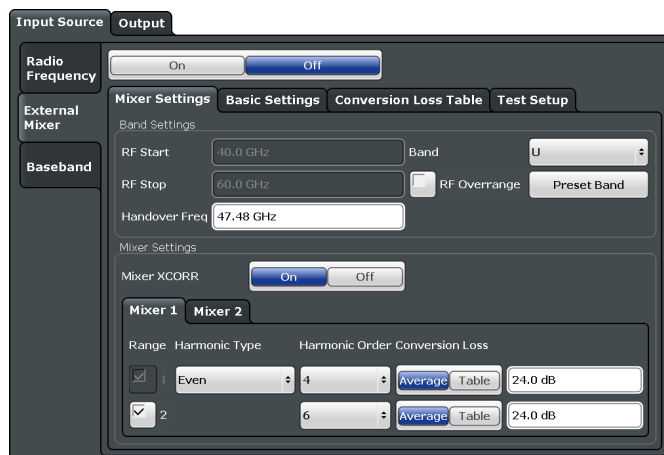 Input Source Output
Radio Frequency
On Off
External Mixer
Baseband
Mixer Settings Basic Settings Conversion Loss Table Test Setup
Band Settings
RF Start 40.0 GHz Band U
RF Stop 60.0 GHz RF Overrange Preset Band
Handover Freq 47.48 GHz
Mixer Settings
Mixer XCORR On Off
Mixer 1 Mixer 2
Range Harmonic Type Harmonic Order Conversion Loss
1 Even 4 Average Table 24.0 dB
2 6 Average Table 24.0 dB